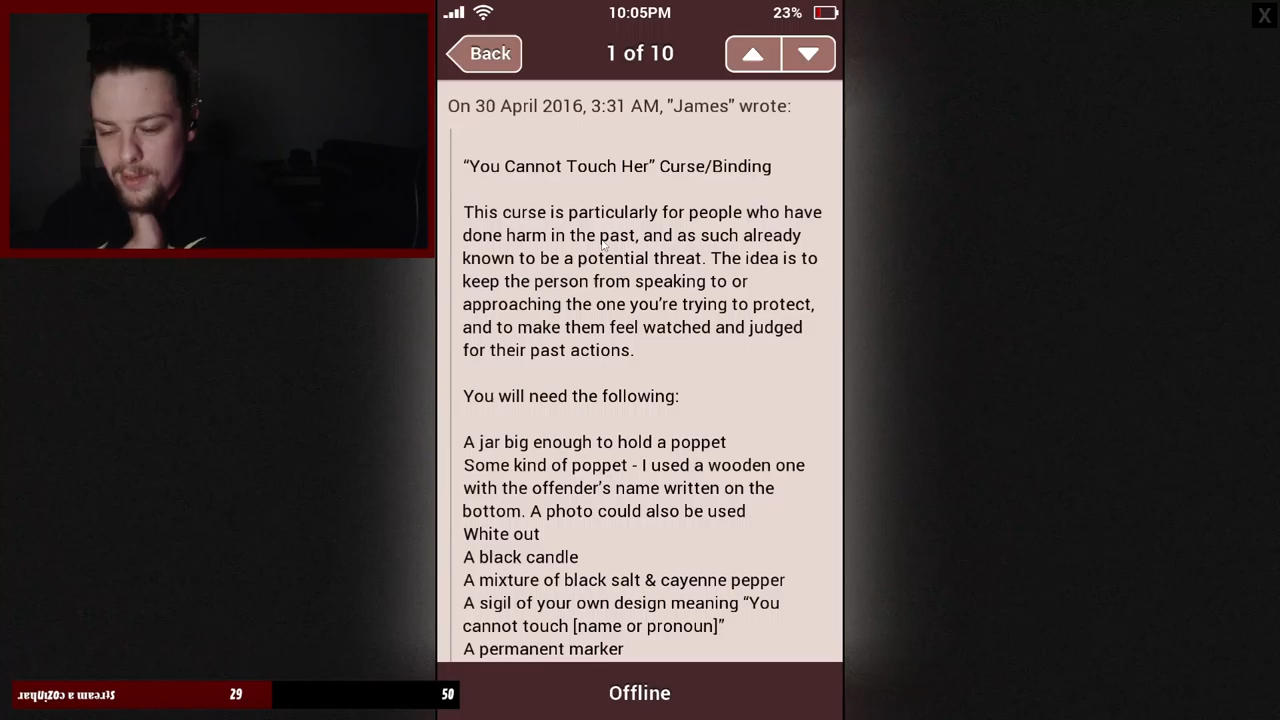 10:05PM
23%
X
Back
1 of 10
On 30 April 2016, 3:31 AM, "James" wrote:
“You Cannot Touch Her” Curse/Binding
This curse is particularly for people who have
done harm in the past, and as such already
known to be a potential threat. The idea is to
keep the person from speaking to or
approaching the one you’re trying to protect,
and to make them feel watched and judged
for their past actions.
You will need the following:
A jar big enough to hold a poppet
Some kind of poppet - I used a wooden one
with the offender’s name written on the
bottom. A photo could also be used
White out
A black candle
A mixture of black salt & cayenne pepper
A sigil of your own design meaning “You
cannot touch [name or pronoun]”
A permanent marker
Offline
Stream a cozinhar
29
50